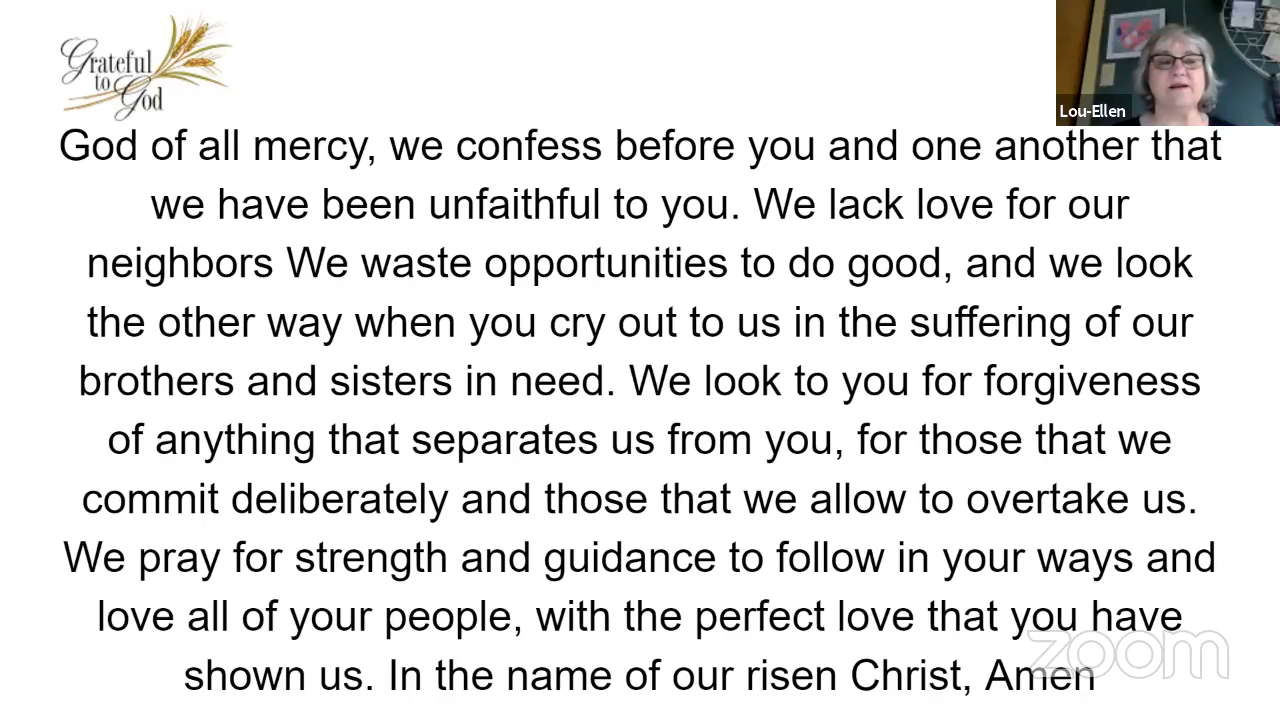 Grateful
to
God
Lou-Ellen
God of all mercy, we confess before you and one another that
we have been unfaithful to you. We lack love for our
neighbors We waste opportunities to do good, and we look
the other way when you cry out to us in the suffering of our
brothers and sisters in need. We look to you for forgiveness
of anything that separates us from you, for those that we
commit deliberately and those that we allow to overtake us.
We pray for strength and guidance to follow in your ways and
love all of your people, with the perfect love that you have
shown us. In the name of our risen Christ, Amen
zoom